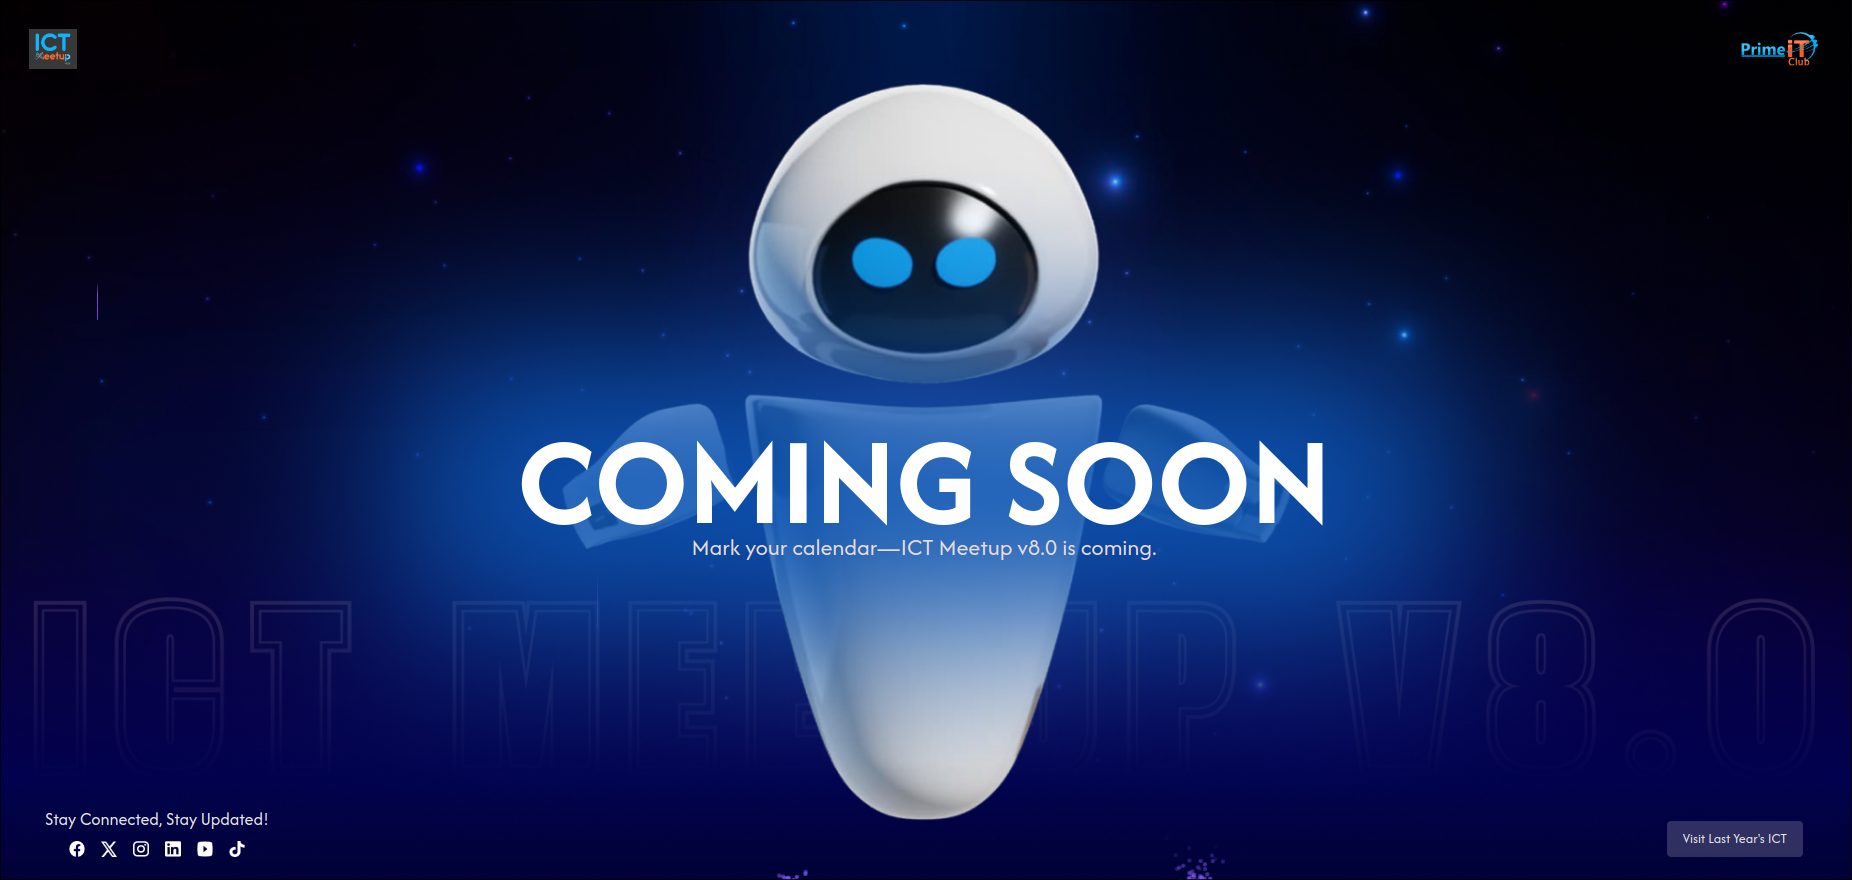 ICT
Meetup
Prime iT
Club
COMING SOON
Mark your calendar—ICT Meetup v8.0 is coming.
ICT MEETUP V8.0
Stay Connected, Stay Updated!
Visit Last Year's ICT